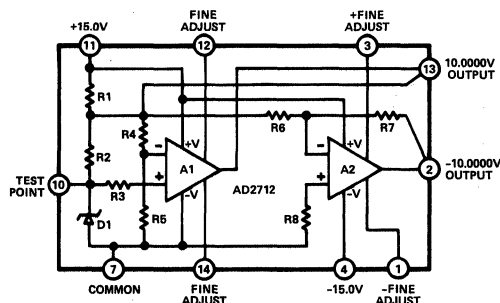 FINE ADJUST
+FINE ADJUST
+15.0V
11
12
3
10.0000V OUTPUT
13
R1
R4
R6
R7
+V
+V
R2
A1
A2
2
-10.0000V OUTPUT
TEST POINT
10
R3
AD2712
-V
-V
D1
R5
R8
7
14
4
1
COMMON
FINE ADJUST
-15.0V
-FINE ADJUST